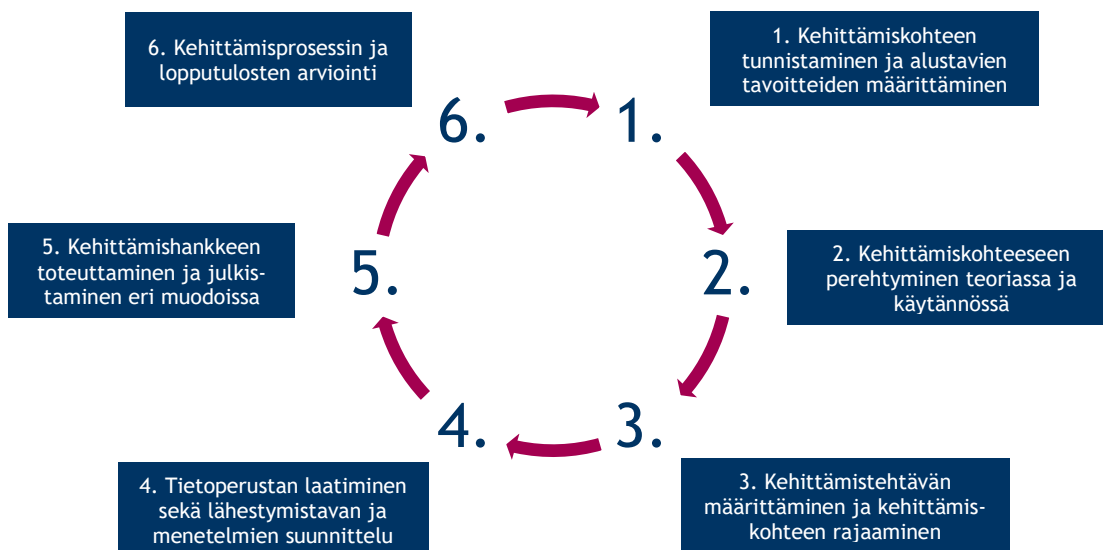 6. Kehittämisprosessin ja
lopputulosten arviointi
1. Kehittämiskohteen
tunnistaminen ja alustavien
tavoitteiden määrittäminen
6.
1.
5. Kehittämishankkeen
toteuttaminen ja julkis-
taminen eri muodoissa
5.
2.
2. Kehittämiskohteeseen
perehtyminen teoriassa ja
käytännössä
4.
3.
4. Tietoperustan laatiminen
sekä lähestymistavan ja
menetelmien suunnittelu
3. Kehittämistehtävän
määrittäminen ja kehittämis-
kohteen rajaaminen